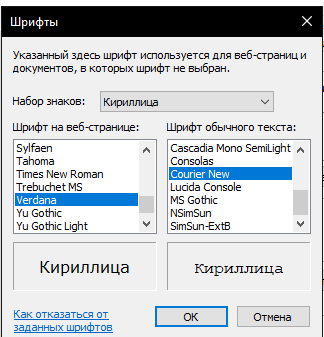 Шрифты
Указанный здесь шрифт используется для веб-страниц и
документов, в которых шрифт не выбран.
Набор знаков: Кириллица
Шрифт на веб-странице:
Sylfaen
Tahoma
Times New Roman
Trebuchet MS
Verdana
Yu Gothic
Yu Gothic Light
Кириллица
Шрифт обычного текста:
Cascadia Mono SemiLight
Consolas
Courier New
Lucida Console
MS Gothic
NSimSun
SimSun-ExtB
Кириллица
Как отказаться от
заданных шрифтов
OK
Отмена